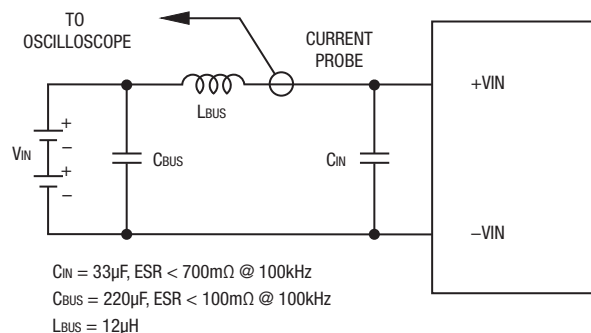 TO
OSCILLOSCOPE
CURRENT
PROBE
+VIN
LBUS
VIN
+
−
+
−
CBUS
CIN
−VIN
CIN = 33µF, ESR < 700mΩ @ 100kHz
CBUS = 220µF, ESR < 100mΩ @ 100kHz
LBUS = 12µH